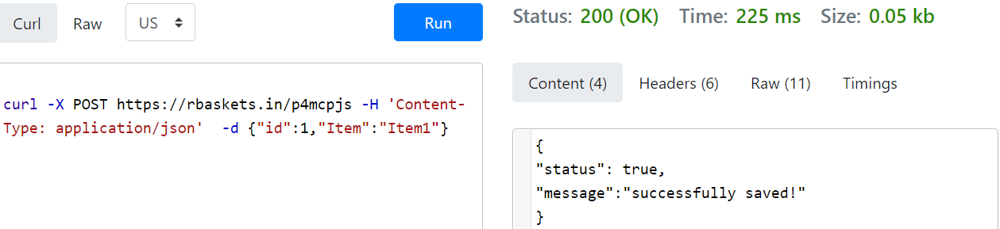 Curl Raw US Run
Status: 200 (OK) Time: 225 ms Size: 0.05 kb
Content (4) Headers (6) Raw (11) Timings
curl -X POST https://rbaskets.in/p4mcpjs -H 'Content-
Type: application/json'  -d {"id":1,"Item":"Item1"}
{
"status": true,
"message":"successfully saved!"
}